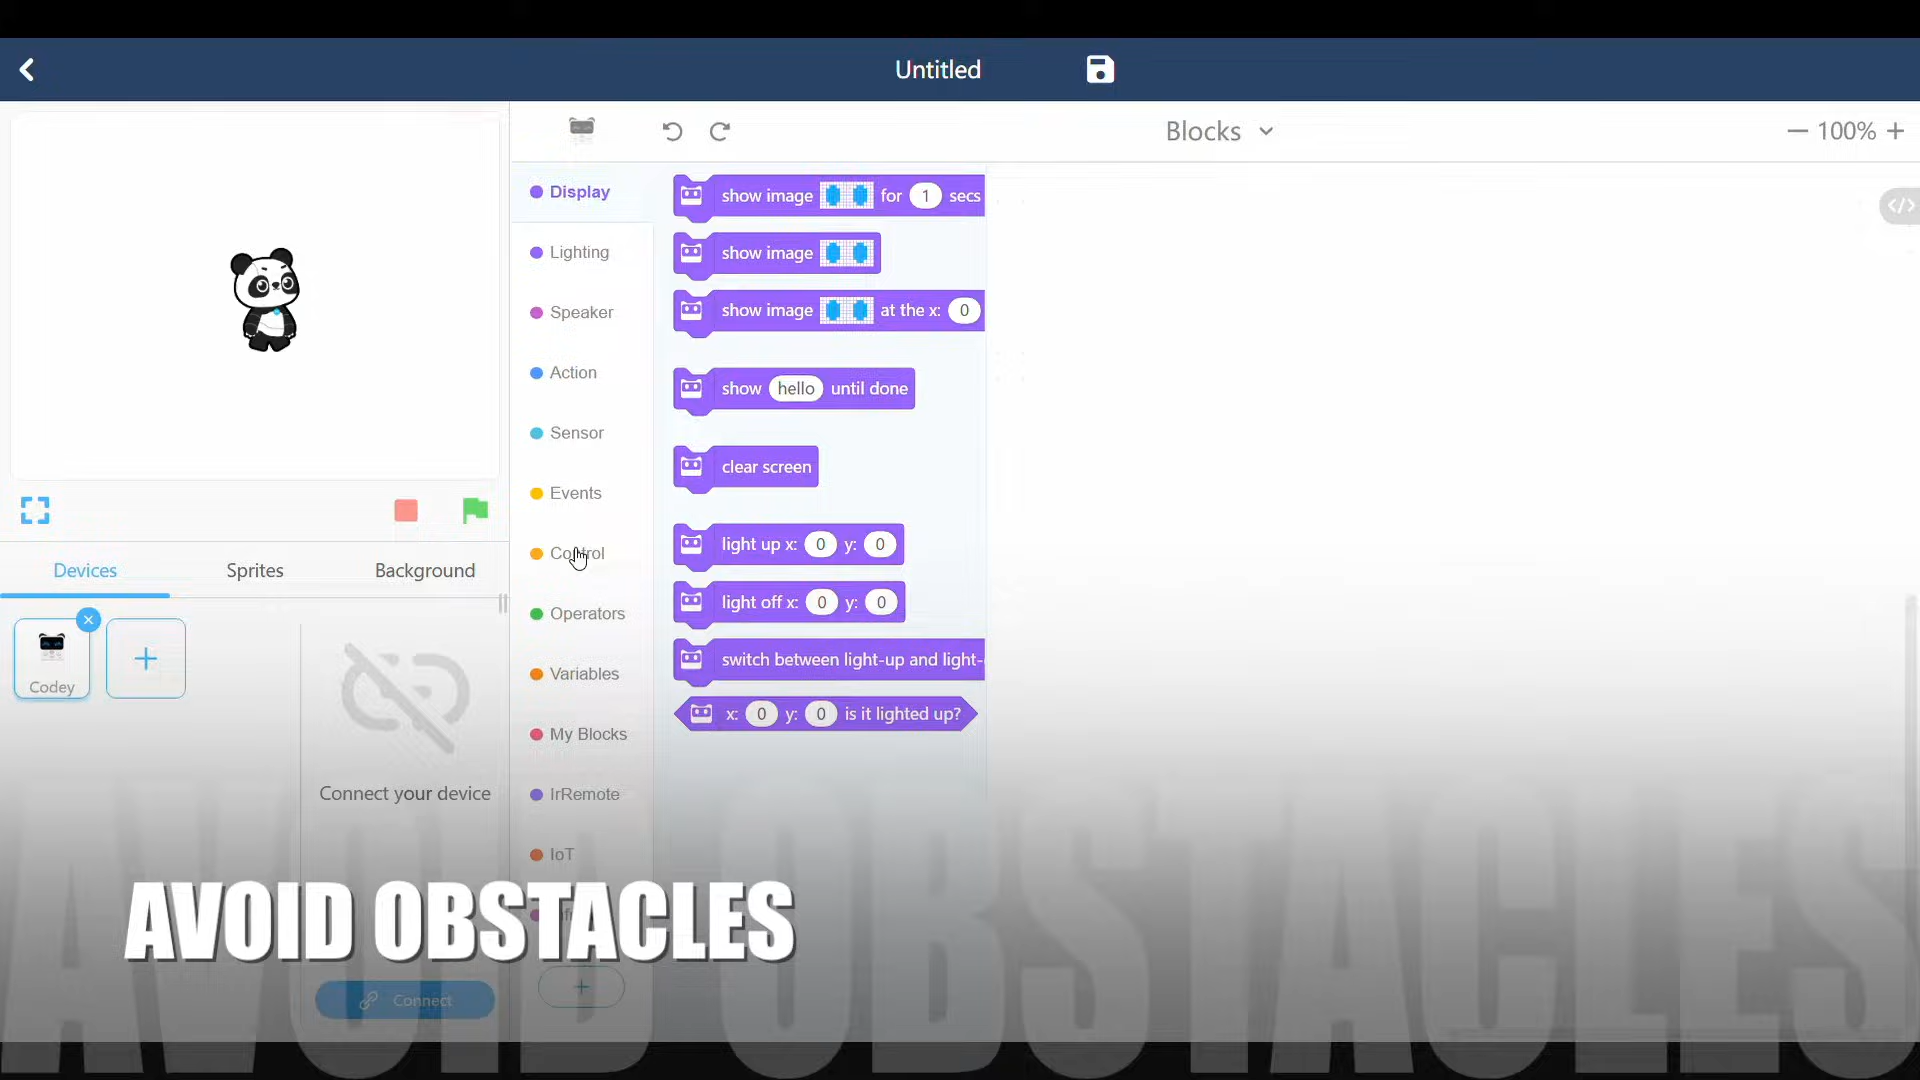 Untitled
Blocks
100%
Display
Lighting
Speaker
Action
Sensor
Events
Control
Operators
Variables
My Blocks
IrRemote
IoT
show image for 1 secs
show image
show image at the x: 0
show hello until done
clear screen
light up x: 0 y: 0
light off x: 0 y: 0
switch between light-up and light-
x: 0 y: 0 is it lighted up?
Devices Sprites Background
Codey
Connect your device
Connect
AVOID OBSTACLES
AVOID OBSTACLES